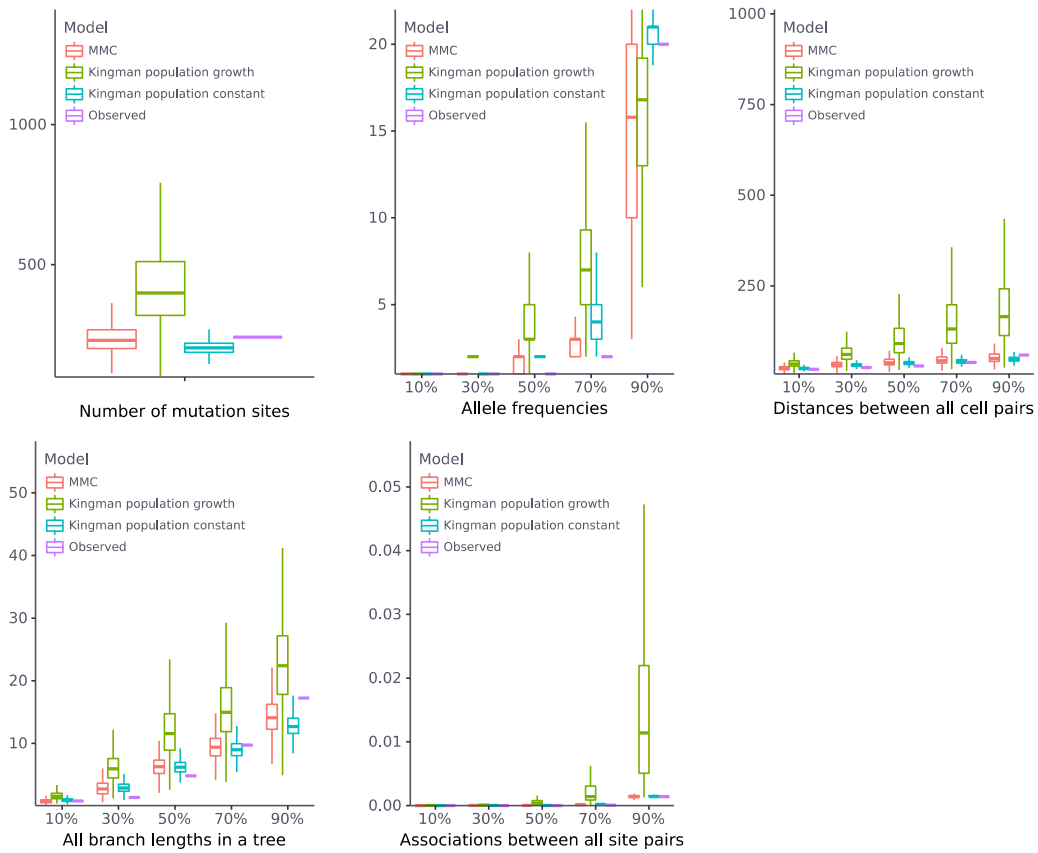 Model
MMC
Kingman population growth
Kingman population constant
Observed
1000
500
Number of mutation sites
Model
MMC
Kingman population growth
Kingman population constant
Observed
20
15
10
5
10% 30% 50% 70% 90%
Allele frequencies
Model
MMC
Kingman population growth
Kingman population constant
Observed
1000
750
500
250
10% 30% 50% 70% 90%
Distances between all cell pairs
Model
MMC
Kingman population growth
Kingman population constant
Observed
50
40
30
20
10
10% 30% 50% 70% 90%
All branch lengths in a tree
Model
MMC
Kingman population growth
Kingman population constant
Observed
0.05
0.04
0.03
0.02
0.01
0.00
10% 30% 50% 70% 90%
Associations between all site pairs